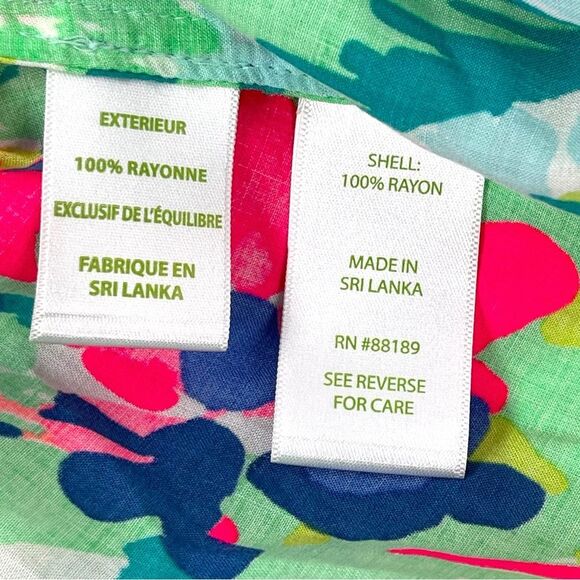 EXTERIEUR
100% RAYONNE
EXCLUSIF DE L'ÉQUILIBRE
FABRIQUE EN
SRI LANKA
SHELL:
100% RAYON
MADE IN
SRI LANKA
RN #88189
SEE REVERSE
FOR CARE